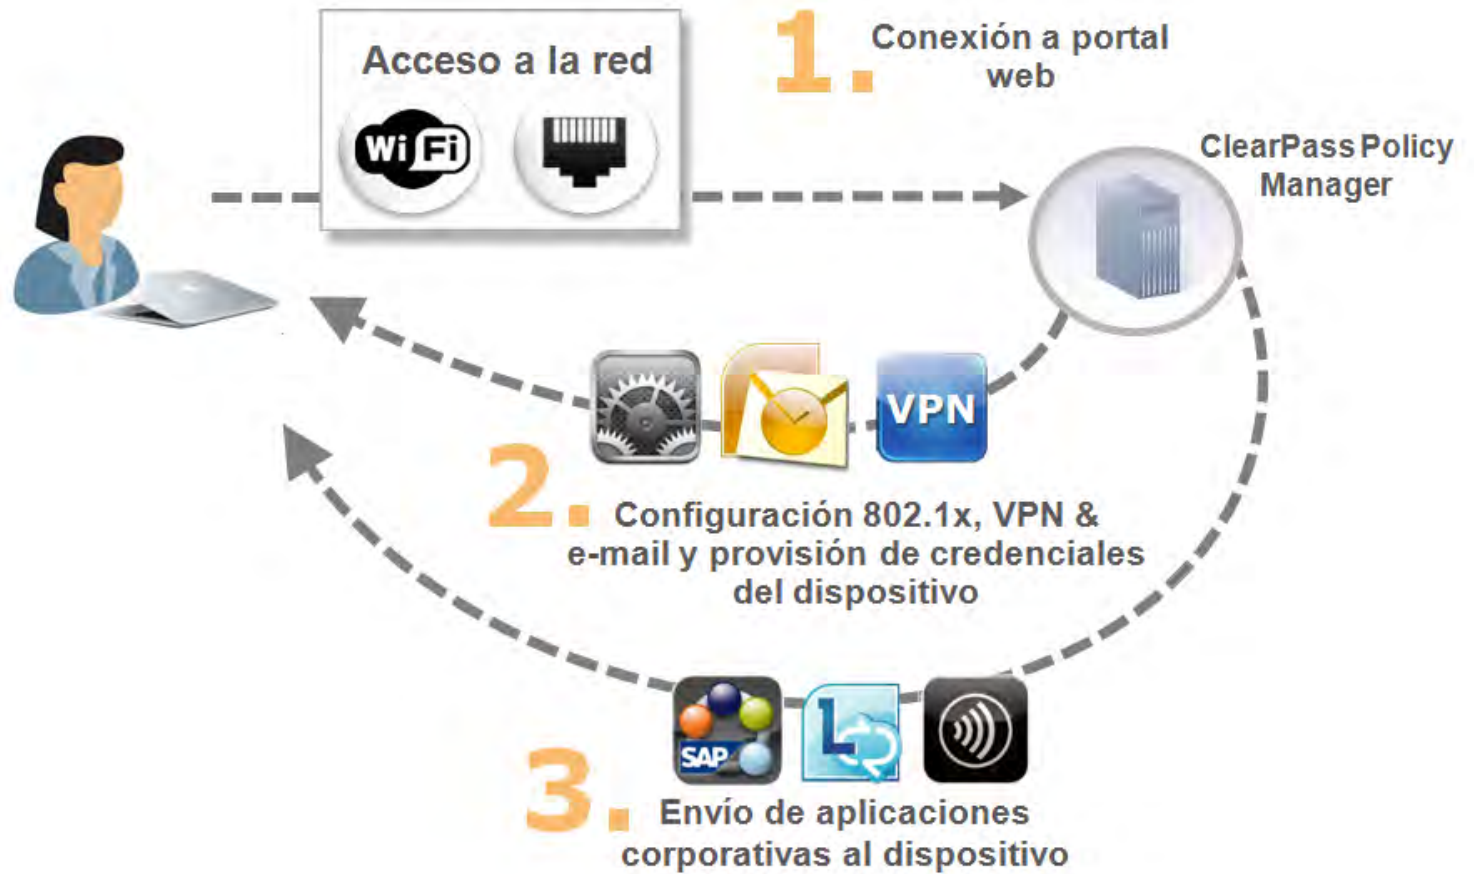 Acceso a la red
Wi Fi
1. Conexión a portal
web
ClearPass Policy
Manager
VPN
2. Configuración 802.1x, VPN &
e-mail y provisión de credenciales
del dispositivo
SAP
L
3. Envío de aplicaciones
corporativas al dispositivo